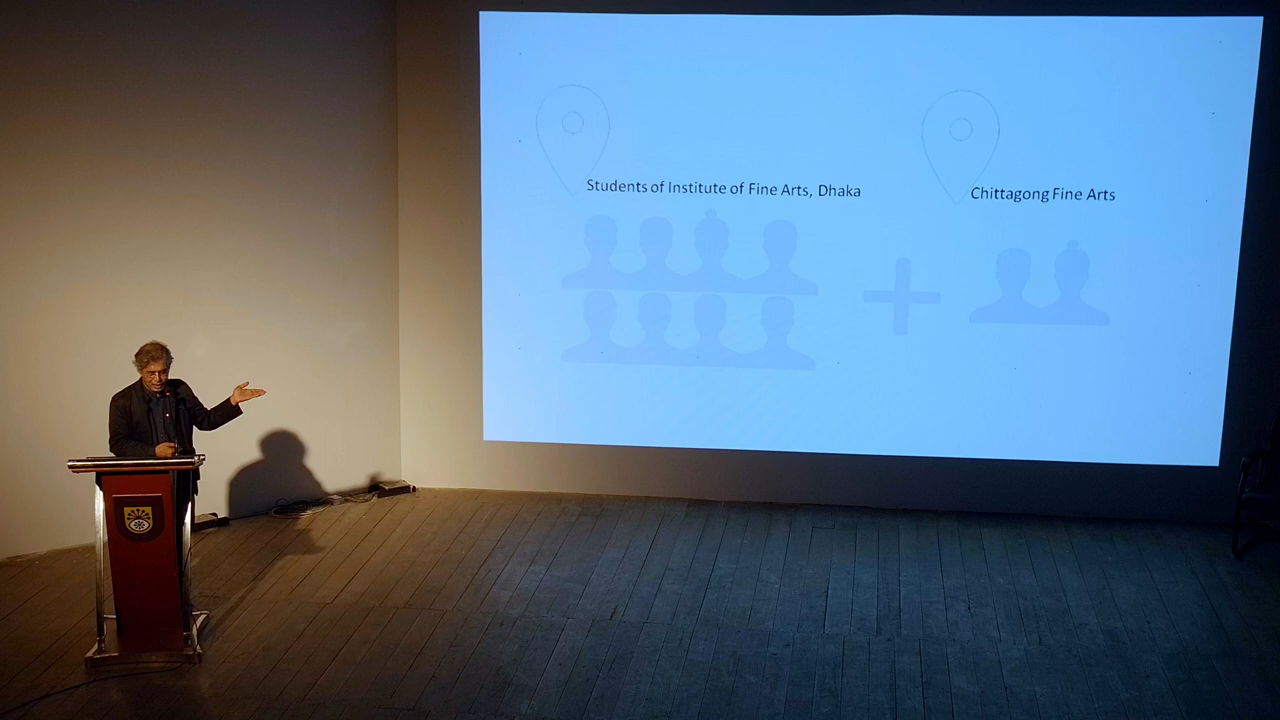 Students of Institute of Fine Arts, Dhaka
Chittagong Fine Arts